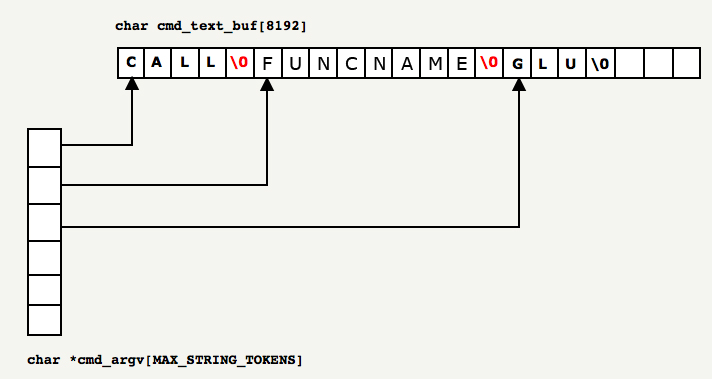 char cmd_text_buf[8192]
C A L L \0 F U N C N A M E \0 G L U \0
char *cmd_argv[MAX_STRING_TOKENS]